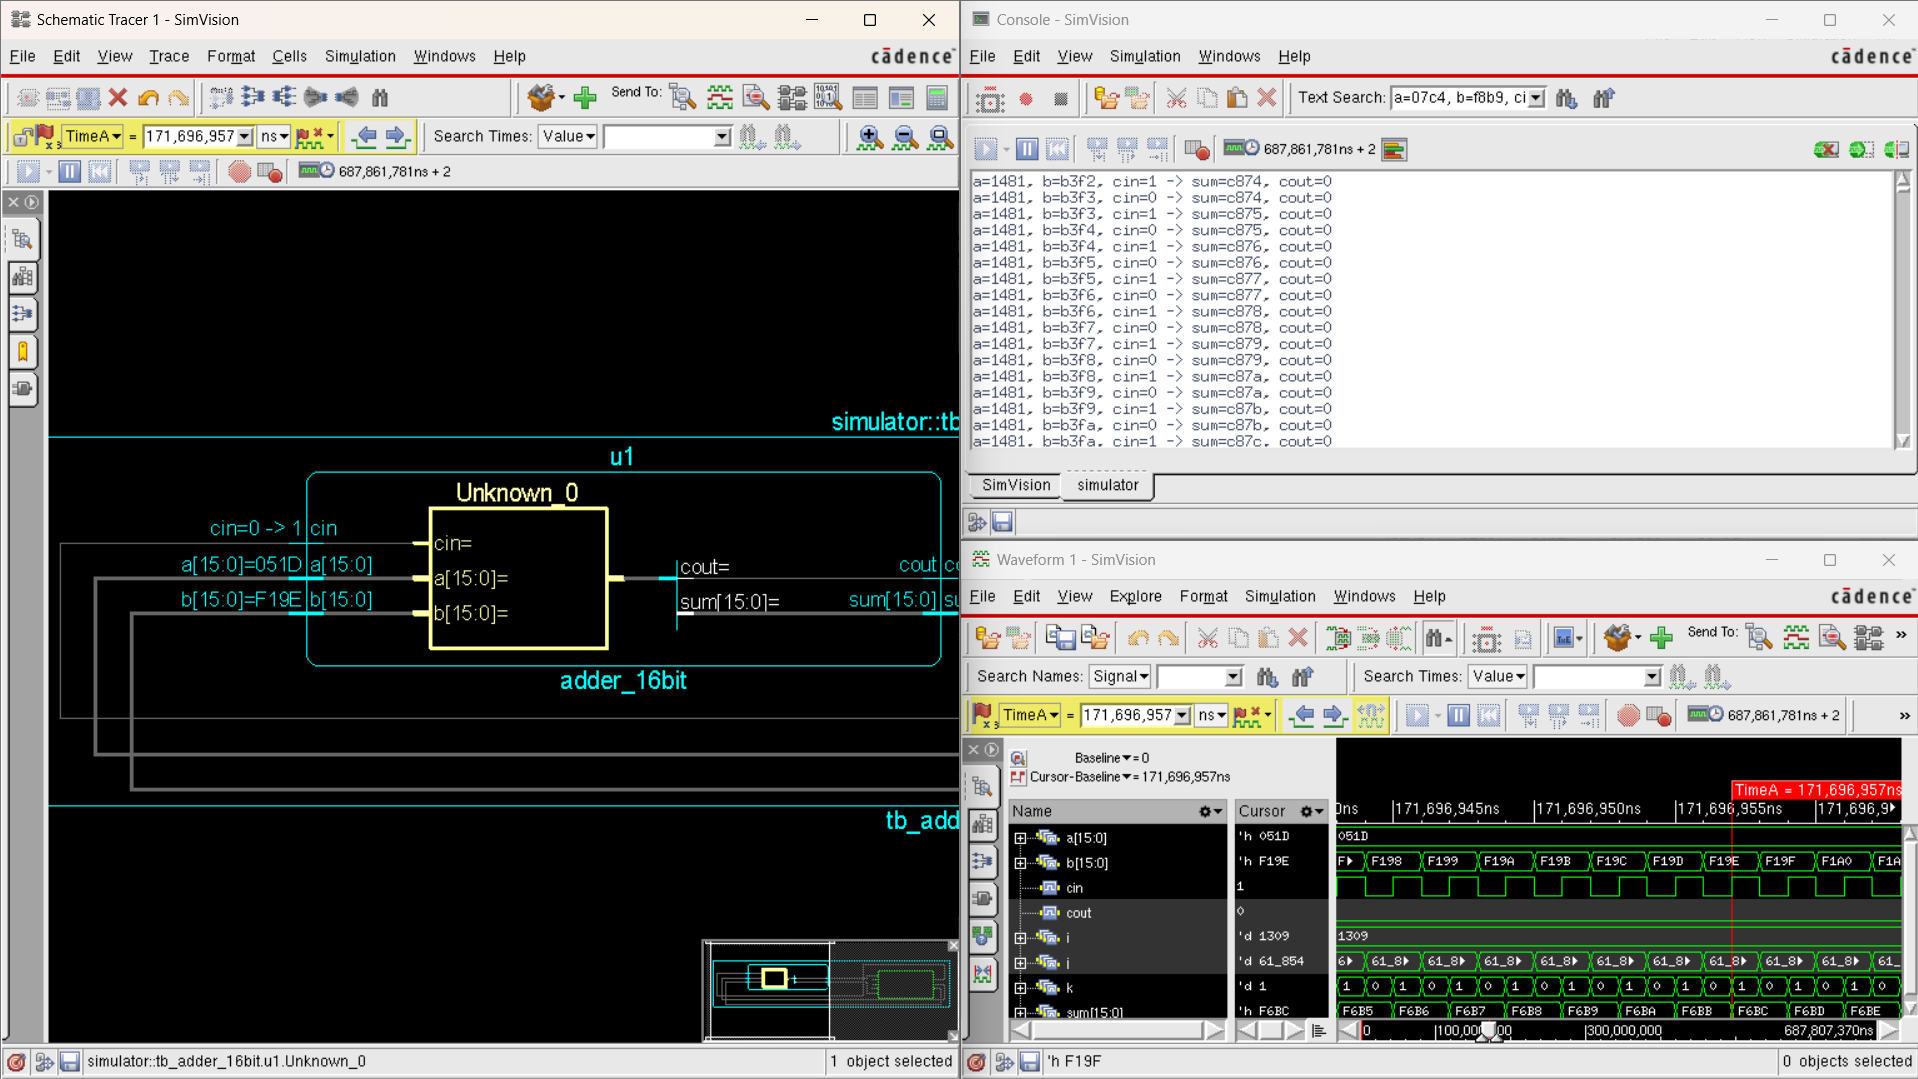 Schematic Tracer 1 - SimVision
File Edit View Trace Format Cells Simulation Windows Help
cādence
Send To:
TimeA = 171,696,957 ns
Search Times: Value
687,861,781ns + 2
simulator::tb
u1
Unknown_0
cin=0 -> 1 cin
cin=
a[15:0]=051D a[15:0]
a[15:0]=
b[15:0]=F19E b[15:0]
b[15:0]=
cout=
cout
sum[15:0]=
sum[15:0]
adder_16bit
tb_add
simulator::tb_adder_16bit.u1.Unknown_0
1 object selected
Console - SimVision
File Edit View Simulation Windows Help
cādence
Text Search: a=07c4, b=f8b9, ci
687,861,781ns + 2
a=1481, b=b3f2, cin=1 -> sum=c874, cout=0
a=1481, b=b3f3, cin=0 -> sum=c874, cout=0
a=1481, b=b3f3, cin=1 -> sum=c875, cout=0
a=1481, b=b3f4, cin=0 -> sum=c875, cout=0
a=1481, b=b3f4, cin=1 -> sum=c876, cout=0
a=1481, b=b3f5, cin=0 -> sum=c876, cout=0
a=1481, b=b3f5, cin=1 -> sum=c877, cout=0
a=1481, b=b3f6, cin=0 -> sum=c877, cout=0
a=1481, b=b3f6, cin=1 -> sum=c878, cout=0
a=1481, b=b3f7, cin=0 -> sum=c878, cout=0
a=1481, b=b3f7, cin=1 -> sum=c879, cout=0
a=1481, b=b3f8, cin=0 -> sum=c879, cout=0
a=1481, b=b3f8, cin=1 -> sum=c87a, cout=0
a=1481, b=b3f9, cin=0 -> sum=c87a, cout=0
a=1481, b=b3f9, cin=1 -> sum=c87b, cout=0
a=1481, b=b3fa, cin=0 -> sum=c87b, cout=0
a=1481, b=b3fa, cin=1 -> sum=c87c, cout=0
SimVision simulator
Waveform 1 - SimVision
File Edit View Explore Format Simulation Windows Help
cādence
Send To:
Search Names: Signal
Search Times: Value
TimeA = 171,696,957 ns
687,861,781ns + 2
Baseline = 0
Cursor-Baseline = 171,696,957ns
TimeA = 171,696,957ns
Name Cursor
0ns 171,696,945ns 171,696,950ns 171,696,955ns 171,696,9
a[15:0] 'h 051D 051D
b[15:0] 'h F19E F F198 F199 F19A F19B F19C F19D F19E F19F F1A0 F1A
cin 1
cout 0
i 'd 1309 1309
j 'd 61_854 6 61_8 61_8 61_8 61_8 61_8 61_8 61_8 61_8 61_8 61_
k 'd 1 1 0 1 0 1 0 1 0 1 0 1 0 1 0 1 0 1 0 1 0
sum[15:0] 'h F6BC F6B5 F6B6 F6B7 F6B8 F6B9 F6BA F6BB F6BC F6BD F6BE
0 300,000,000 687,807,370ns
'h F19F
0 objects selected